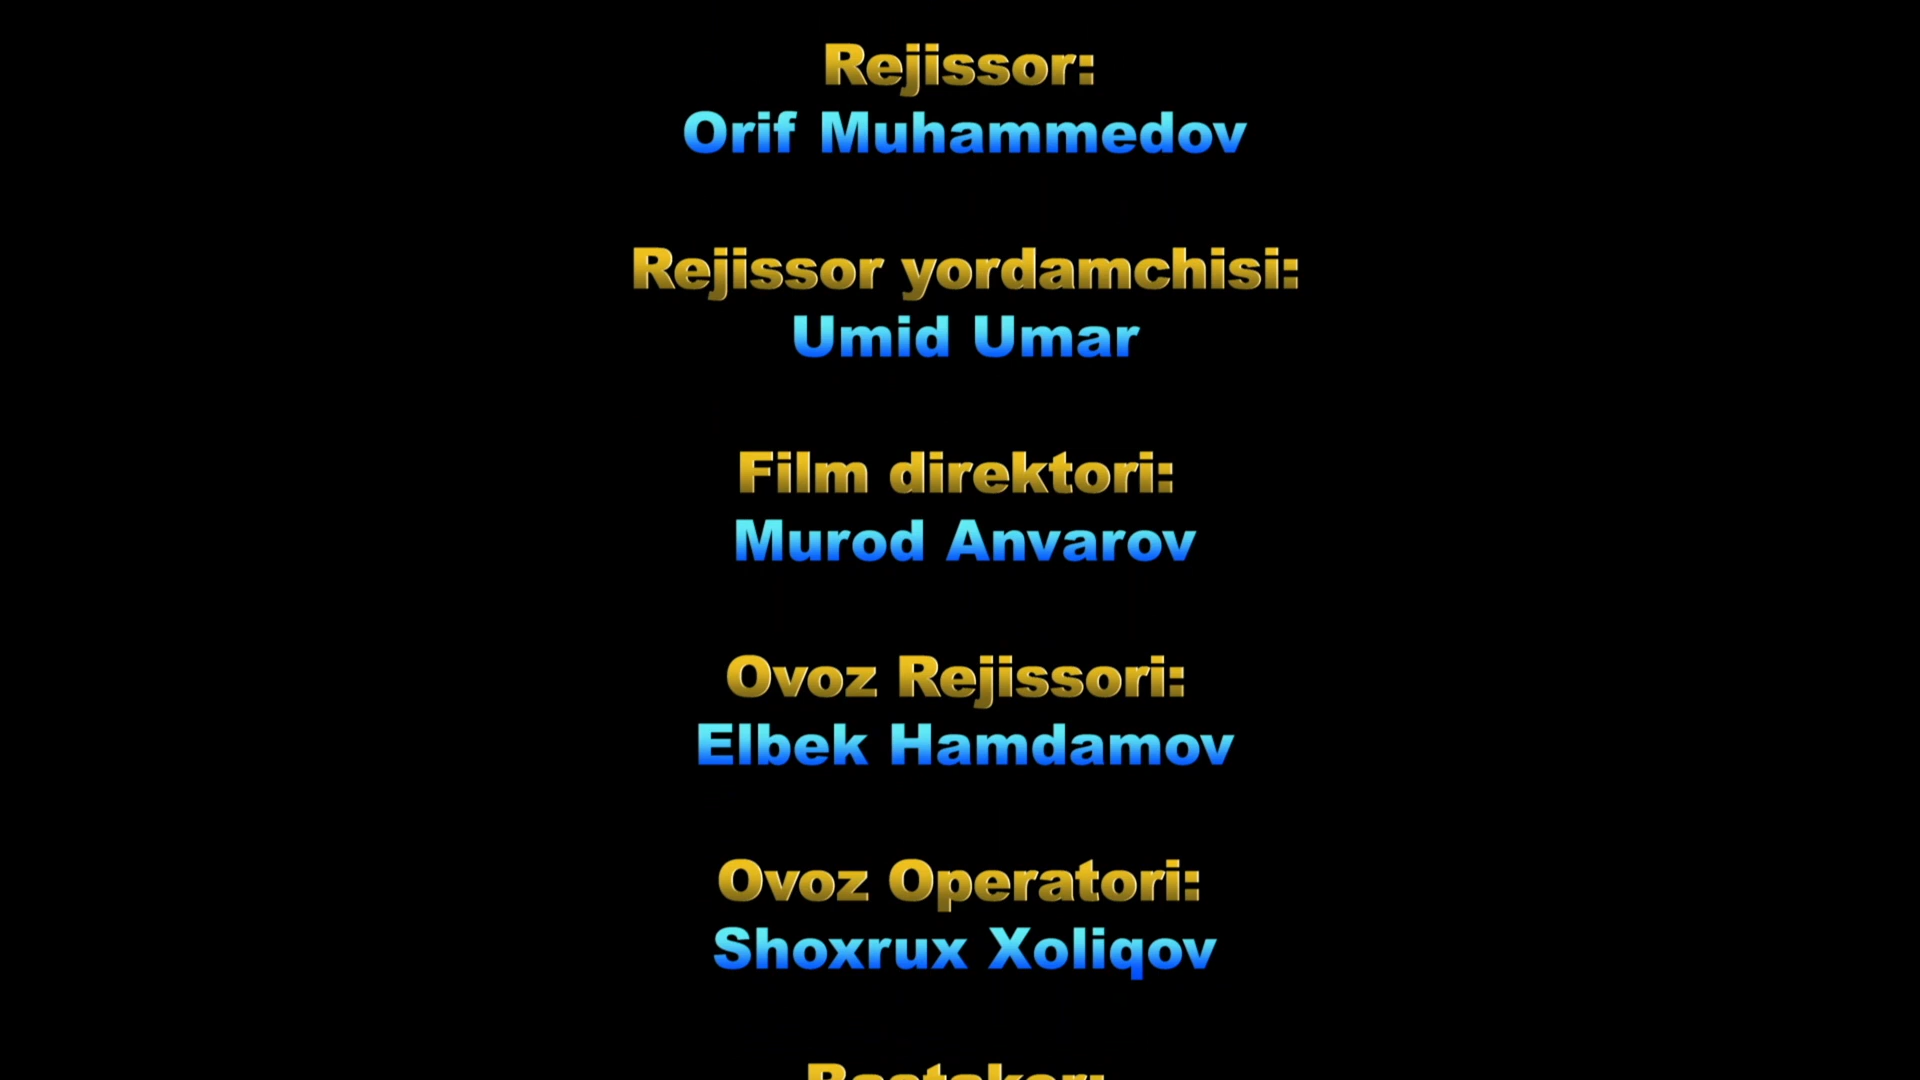 Rejissor:
Orif Muhammedov
Rejissor yordamchisi:
Umid Umar
Film direktori:
Murod Anvarov
Ovoz Rejissori:
Elbek Hamdamov
Ovoz Operatori:
Shoxrux Xoliqov